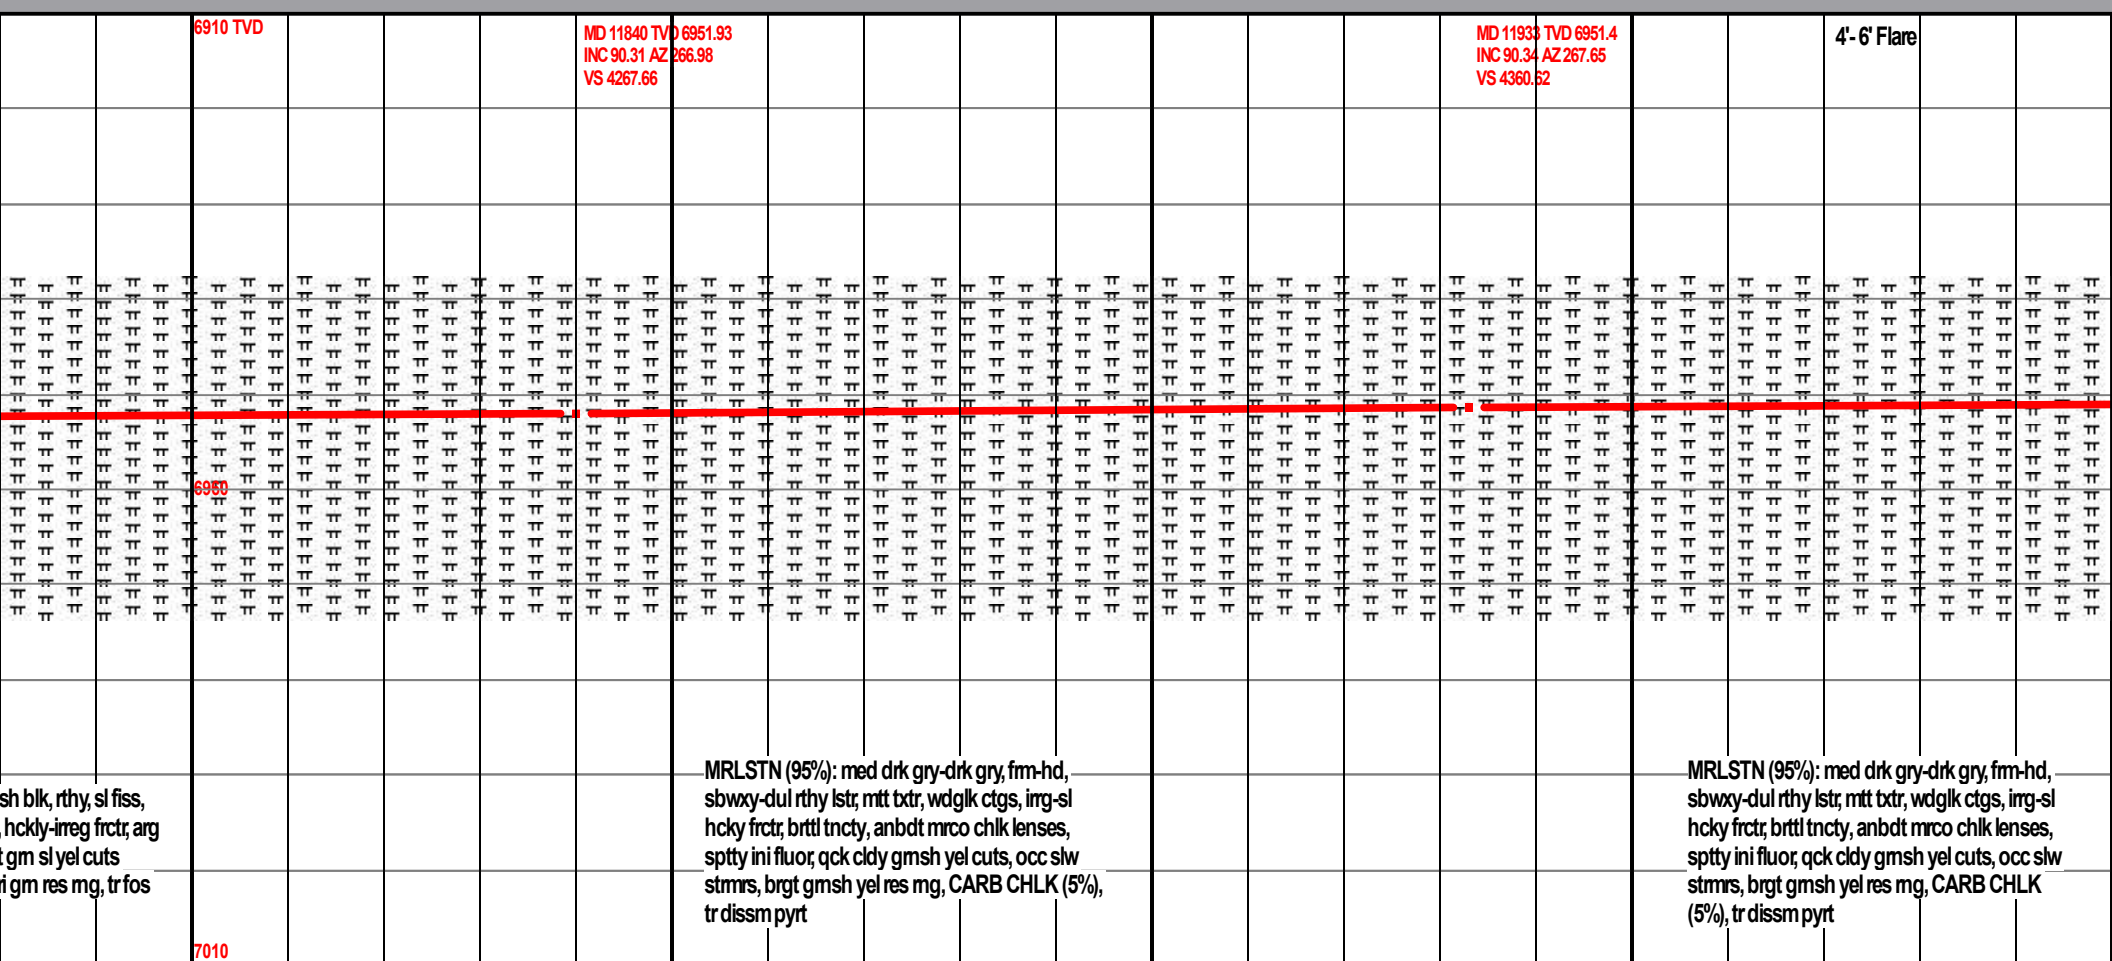 6910 TVD
MD 11840 TVD 6951.93
INC 90.31 AZ 266.98
VS 4267.66
MD 11933 TVD 6951.4
INC 90.34 AZ 267.65
VS 4360.62
4'- 6' Flare
6960
sh blk, rthy, sl fiss,
, hckly-irreg frctr, arg
t grn sl yel cuts
ri grn res rng, tr fos
MRLSTN (95%): med drk gry-drk gry, frm-hd,
sbwxy-dul rthy lstr, mtt txtr, wdglk ctgs, irrg-sl
hcky frctr, brttl tncty, anbdt mrco chlk lenses,
sptty ini fluor, qck cldy grnsh yel cuts, occ slw
strmrs, brgt grnsh yel res rng, CARB CHLK (5%),
tr dissm pyrt
MRLSTN (95%): med drk gry-drk gry, frm-hd,
sbwxy-dul rthy lstr, mtt txtr, wdglk ctgs, irrg-sl
hcky frctr, brttl tncty, anbdt mrco chlk lenses,
sptty ini fluor, qck cldy grnsh yel cuts, occ slw
strmrs, brgt grnsh yel res rng, CARB CHLK
(5%), tr dissm pyrt
7010